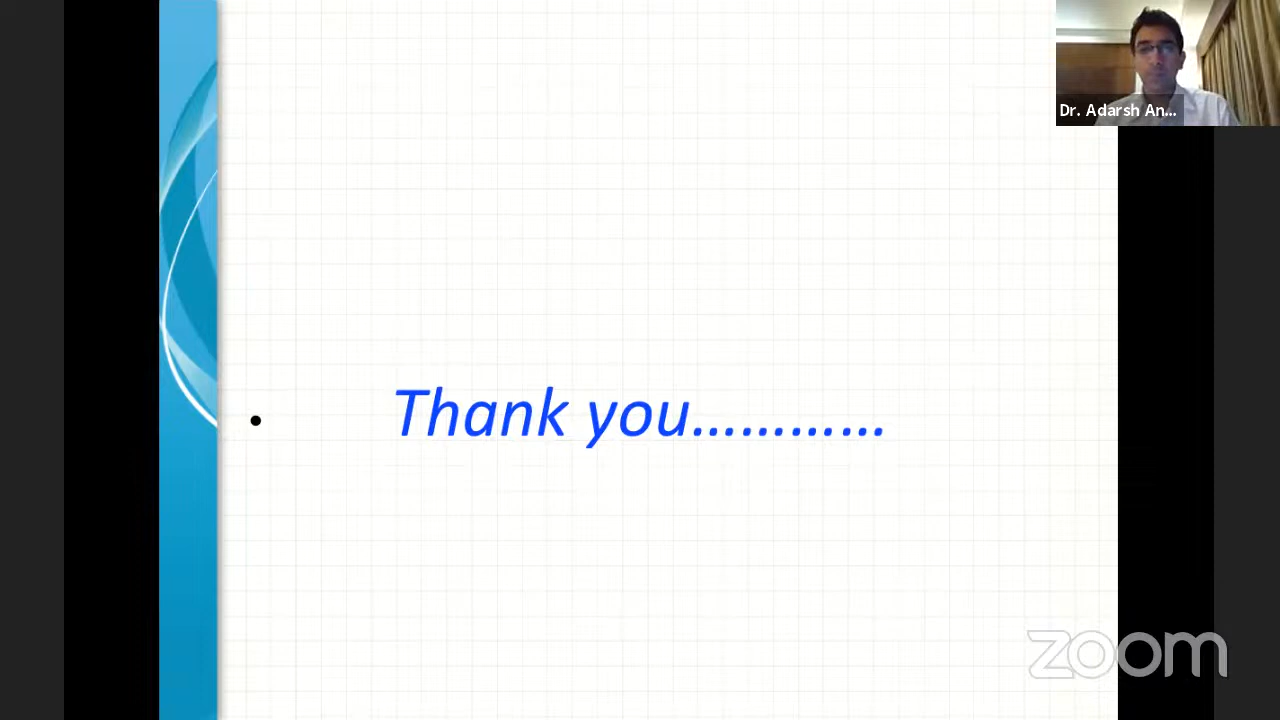 Dr. Adarsh An...
• Thank you…………
zoom